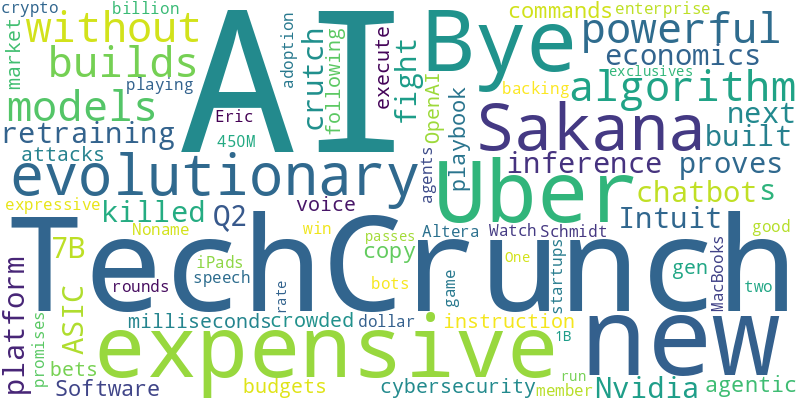 crypto
billion
commands
enterprise
market
without
AI
adoption
crutch
following
execute
fight
Bye
powerful
builds
playing
economics
exclusives
models
Eric
OpenAI
backing
algorithm
450M
playbook
Sakana
next
retraining
built
attacks
inference
proves
evolutionary
agents
Uber
chatbot
s
expressive
killed
Q2
voice
Intuit
Noname
win
Altera
Watch
Schmidt
good
7B
passes
copy
One
TechCrunch
platform
iPads
speech
bots
game
startups
MacBooks
gen
two
rounds
rate
new
ASIC
promises
milliseconds
crowded
dollar
instruction
expensive
1B
bets
run
Software
budgets
cybersecurity
member
Nvidia
agentic